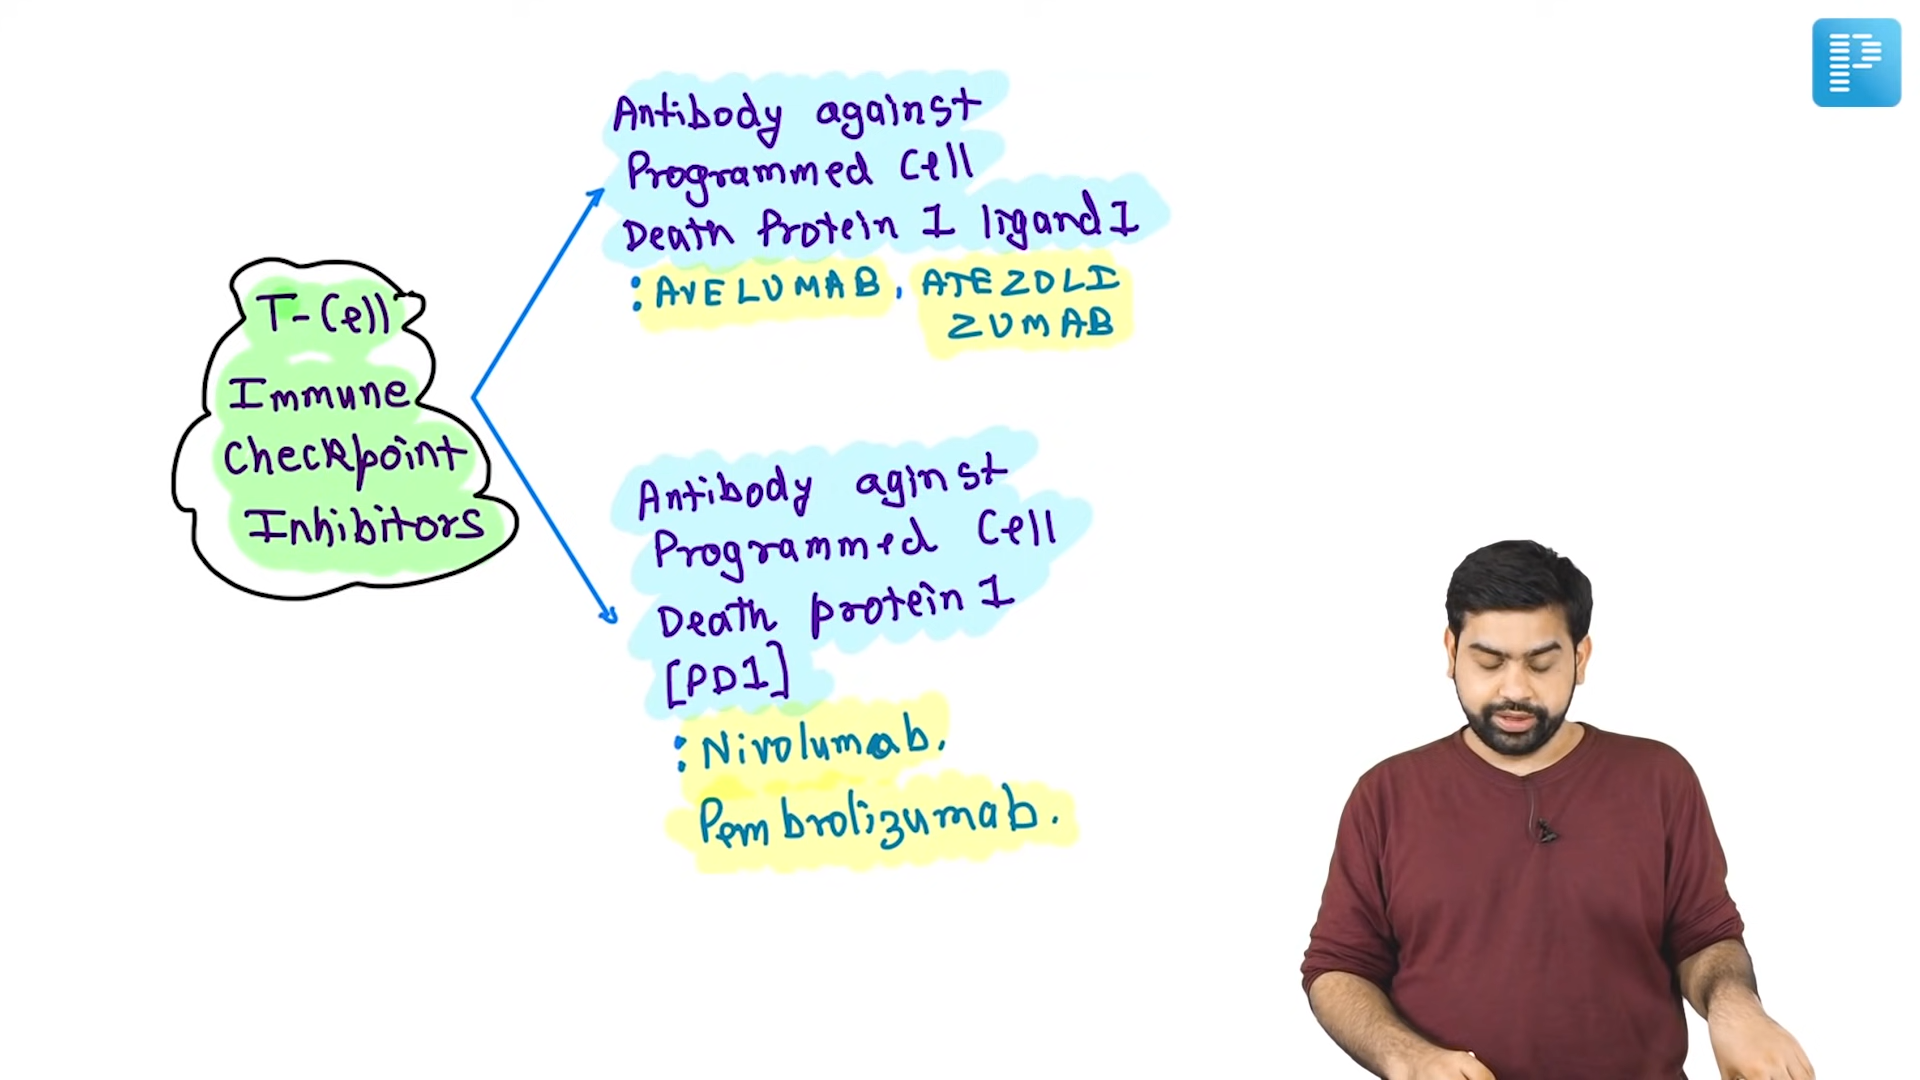 T-Cell
Immune
Checkpoint
Inhibitors
Antibody against
Programmed Cell
Death Protein 1 ligand 1
: AVELUMAB, ATEZOLI
ZUMAB
Antibody aginst
Programmed Cell
Death protein 1
[PD1]
: Nivolumab.
Pembrolizumab.